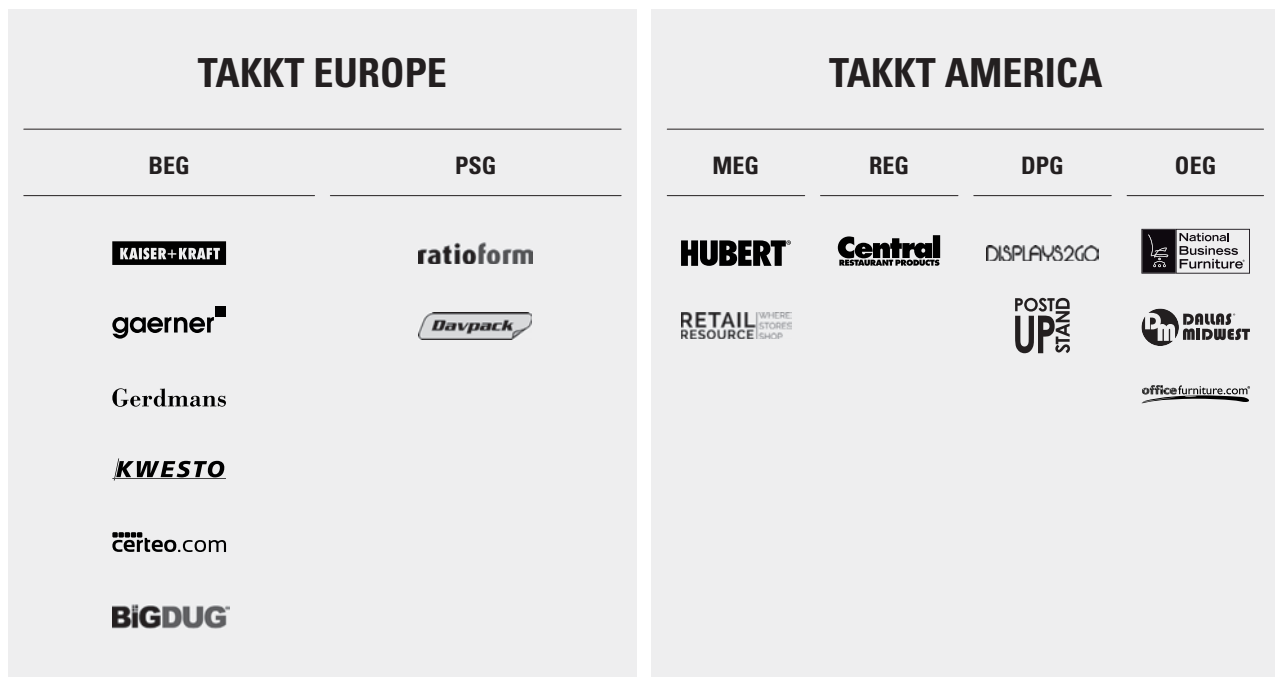 TAKKT EUROPE
BEG
KAISER+KRAFT
gaerner
Gerdmans
KWESTO
certeo.com
BiGDUG™
PSG
ratioform
Davpack
TAKKT AMERICA
MEG
HUBERT®
RETAIL
RESOURCE
WHERE
STORES
SHOP
REG
Central
RESTAURANT PRODUCTS
DPG
DISPLAYS2GO
POST
UP
STAND
OEG
National
Business
Furniture®
DM
DALLAS
MIDWEST
officefurniture.com®